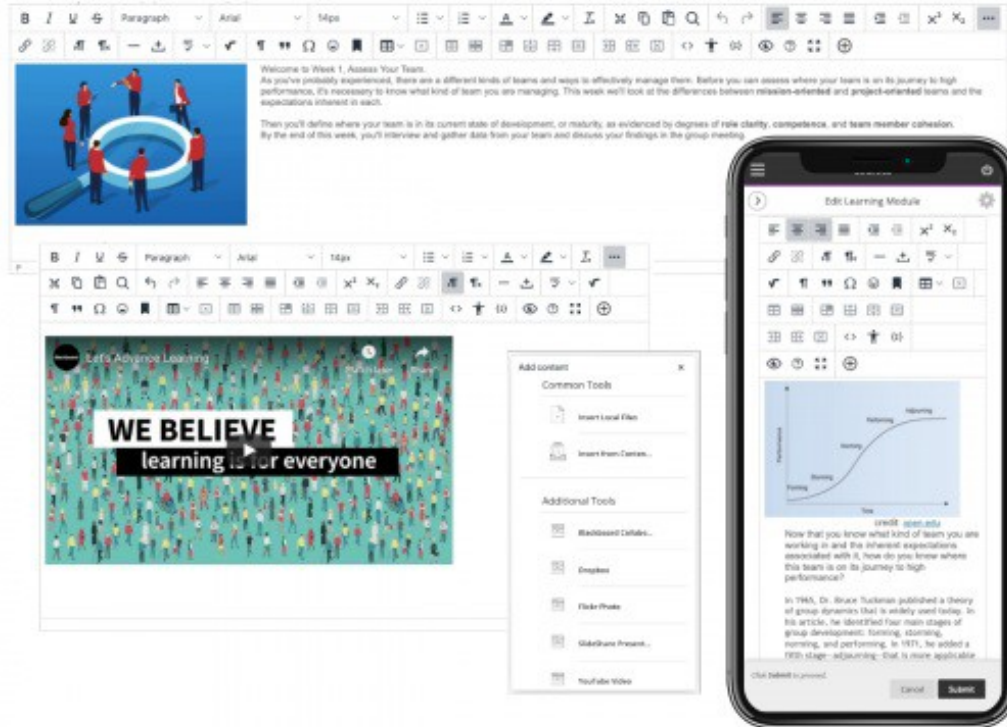 Paragraph
Arial
14px
Welcome to Week 1, Assess Your Team.
As you've probably experienced, there are a different kinds of teams and ways to effectively manage them. Before you can assess where your team is on its journey to high
performance, it's necessary to know what kind of team you are managing. This week we'll look at the differences between mission-oriented and project-oriented teams and the
expectations inherent in each.
Then you'll define where your team is in its current state of development, or maturity, as evidenced by degrees of role clarity, competence, and team member cohesion.
By the end of this week, you'll interview and gather data from your team and discuss your findings in the group meeting.
P
Paragraph
Arial
14px
Let's Advance Learning
Share
WE BELIEVE
learning is for everyone
Add content
Common Tools
Insert Local Files
Insert from Conten...
Additional Tools
Blackboard Collabo...
Dropbox
Flickr Photo
SlideShare Present...
YouTube Video
Edit Learning Module
Performance
Forming
Storming
Norming
Performing
Adjourning
Time
credit open.edu
Now that you know what kind of team you are
working in and the inherent expectations
associated with it, how do you know where
this team is on its journey to high
performance?
In 1965, Dr. Bruce Tuckman published a theory
of group dynamics that is widely used today. In
his article, he identified four main stages of
group development: forming, storming,
norming, and performing. In 1971, he added a
fifth stage—adjourning—that is more applicable
Click Submit to proceed.
Cancel
Submit